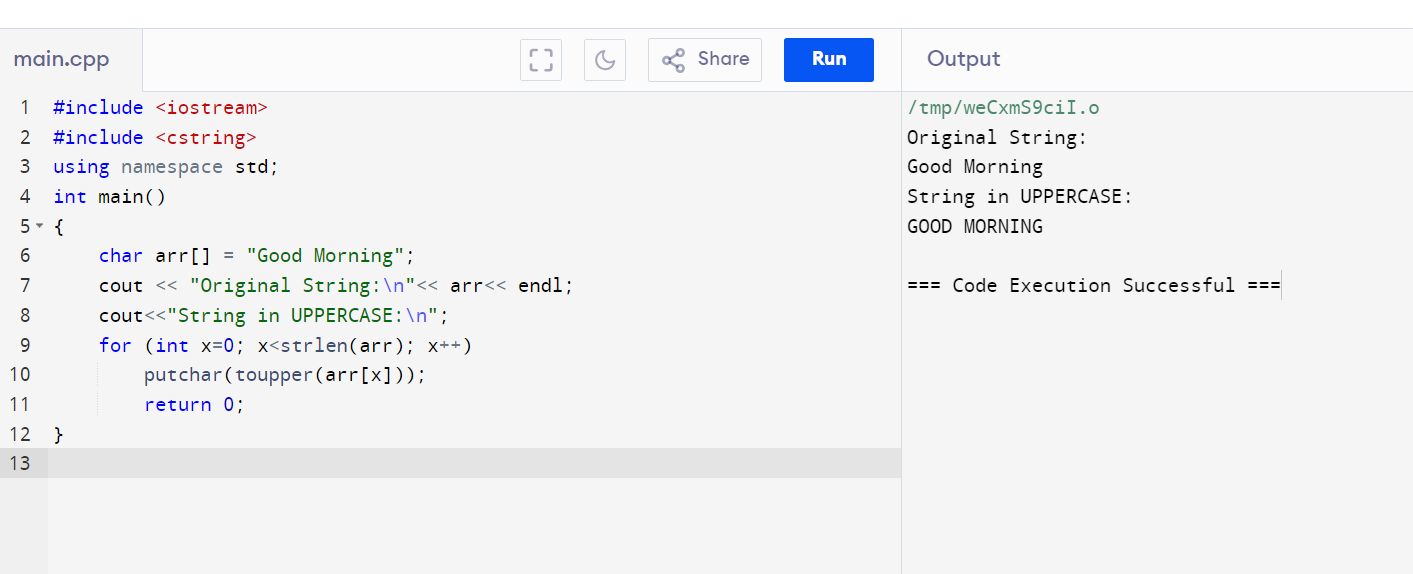 main.cpp
Share
Run
Output
1 #include <iostream>
2 #include <cstring>
3 using namespace std;
4 int main()
5 {
6     char arr[] = "Good Morning";
7     cout << "Original String:\n"<< arr<< endl;
8     cout<<"String in UPPERCASE:\n";
9     for (int x=0; x<strlen(arr); x++)
10         putchar(toupper(arr[x]));
11         return 0;
12 }
13
/tmp/weCxmS9ciI.o
Original String:
Good Morning
String in UPPERCASE:
GOOD MORNING
=== Code Execution Successful ===